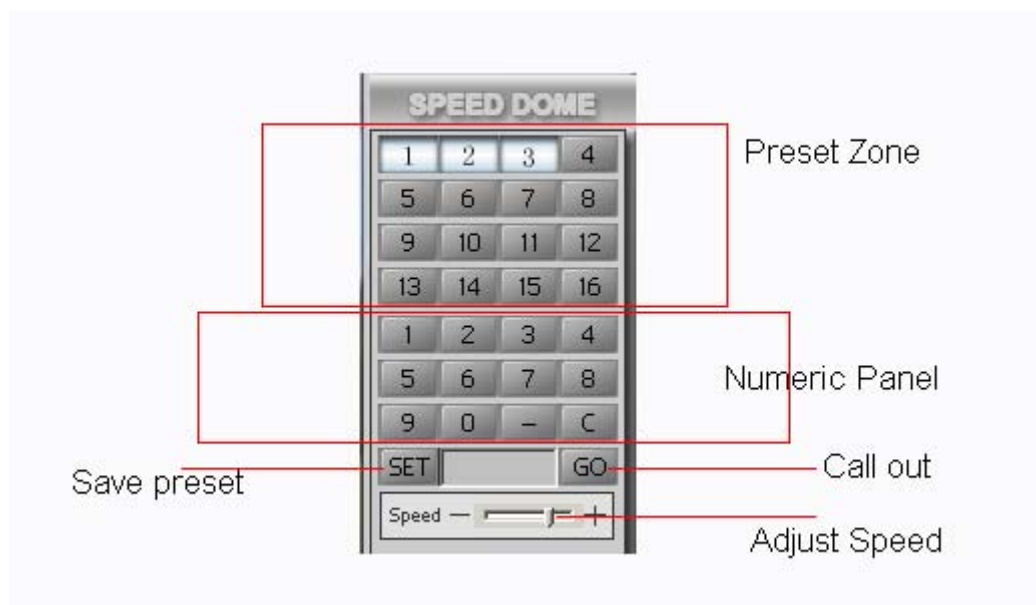 SPEED DOME
1 2 3 4
Preset Zone
5 6 7 8
9 10 11 12
13 14 15 16
1 2 3 4
5 6 7 8
Numeric Panel
9 0 – C
SET GO
Save preset
Call out
Speed — +
Adjust Speed